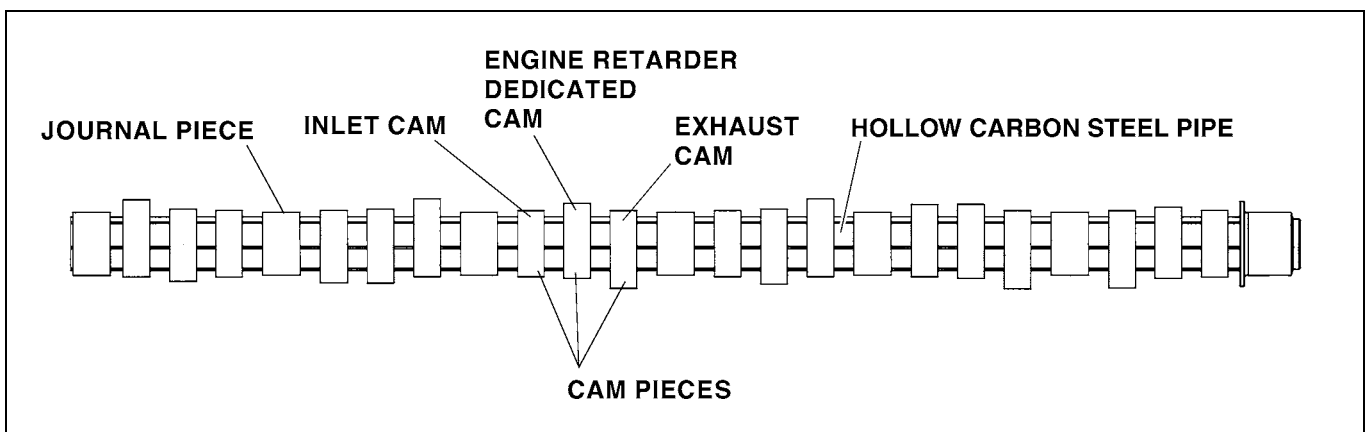 ENGINE RETARDER
DEDICATED
CAM
JOURNAL PIECE
INLET CAM
EXHAUST
CAM
HOLLOW CARBON STEEL PIPE
CAM PIECES